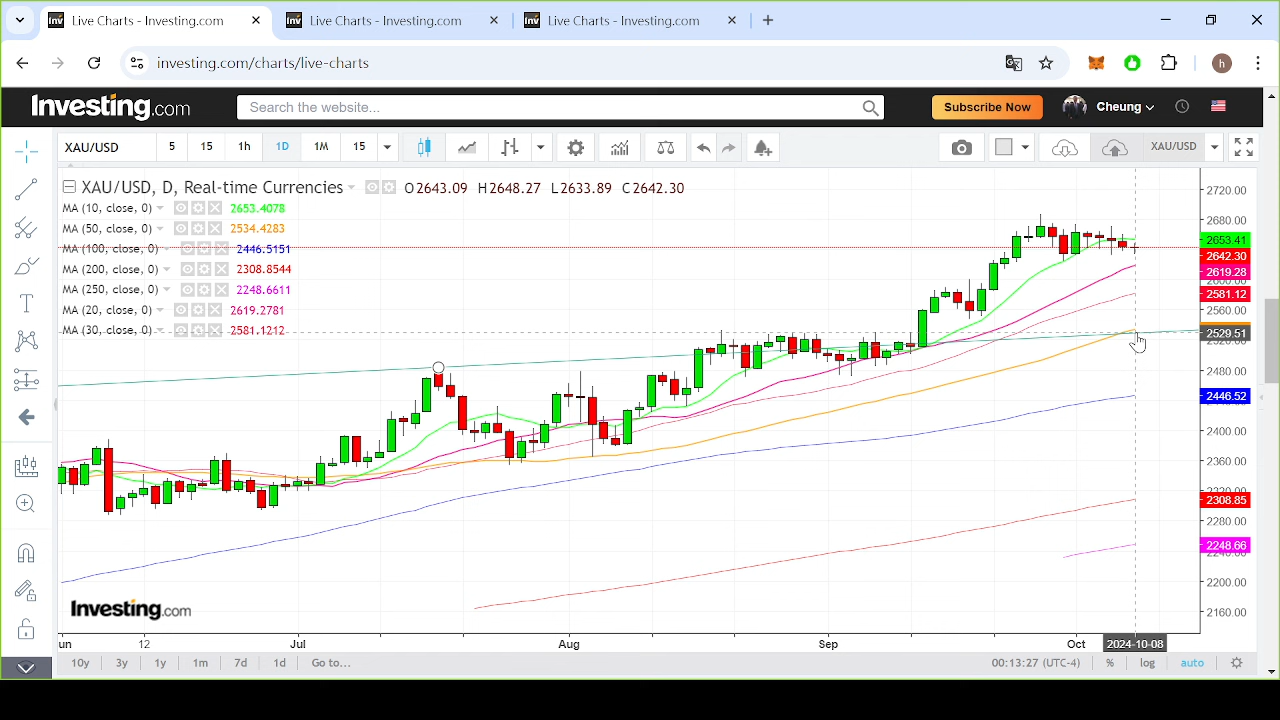 Live Charts - Investing.com
Live Charts - Investing.com
Live Charts - Investing.com
investing.com/charts/live-charts
h
Investing.com
Search the website...
Subscribe Now
Cheung
XAU/USD
5
15
1h
1D
1M
15
XAU/USD
XAU/USD, D, Real-time Currencies
O2643.09 H2648.27 L2633.89 C2642.30
MA (10, close, 0) 2653.4078
MA (50, close, 0) 2534.4283
MA (100, close, 0) 2446.5151
MA (200, close, 0) 2308.8544
MA (250, close, 0) 2248.6611
MA (20, close, 0) 2619.2781
MA (30, close, 0) 2581.1212
2720.00
2680.00
2653.41
2642.30
2619.28
2581.12
2560.00
2529.51
2480.00
2446.52
2400.00
2360.00
2308.85
2280.00
2248.66
2200.00
2160.00
Investing.com
un
12
Jul
Aug
Sep
Oct
2024-10-08
10y
3y
1y
1m
7d
1d
Go to...
00:13:27 (UTC-4)
%
log
auto